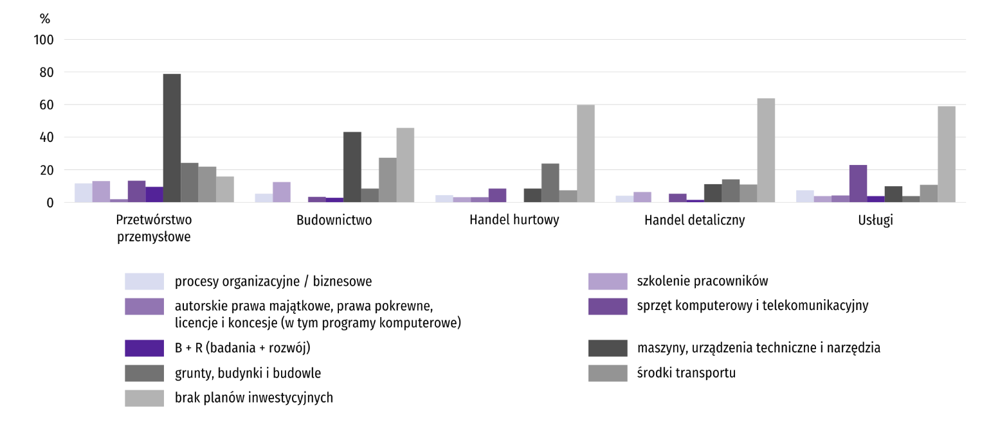 %
100
80
60
40
20
0
Przetwórstwo
przemysłowe
Budownictwo
Handel hurtowy
Handel detaliczny
Usługi
procesy organizacyjne / biznesowe
szkolenie pracowników
autorskie prawa majątkowe, prawa pokrewne,
licencje i koncesje (w tym programy komputerowe)
sprzęt komputerowy i telekomunikacyjny
B + R (badania + rozwój)
maszyny, urządzenia techniczne i narzędzia
grunty, budynki i budowle
środki transportu
brak planów inwestycyjnych